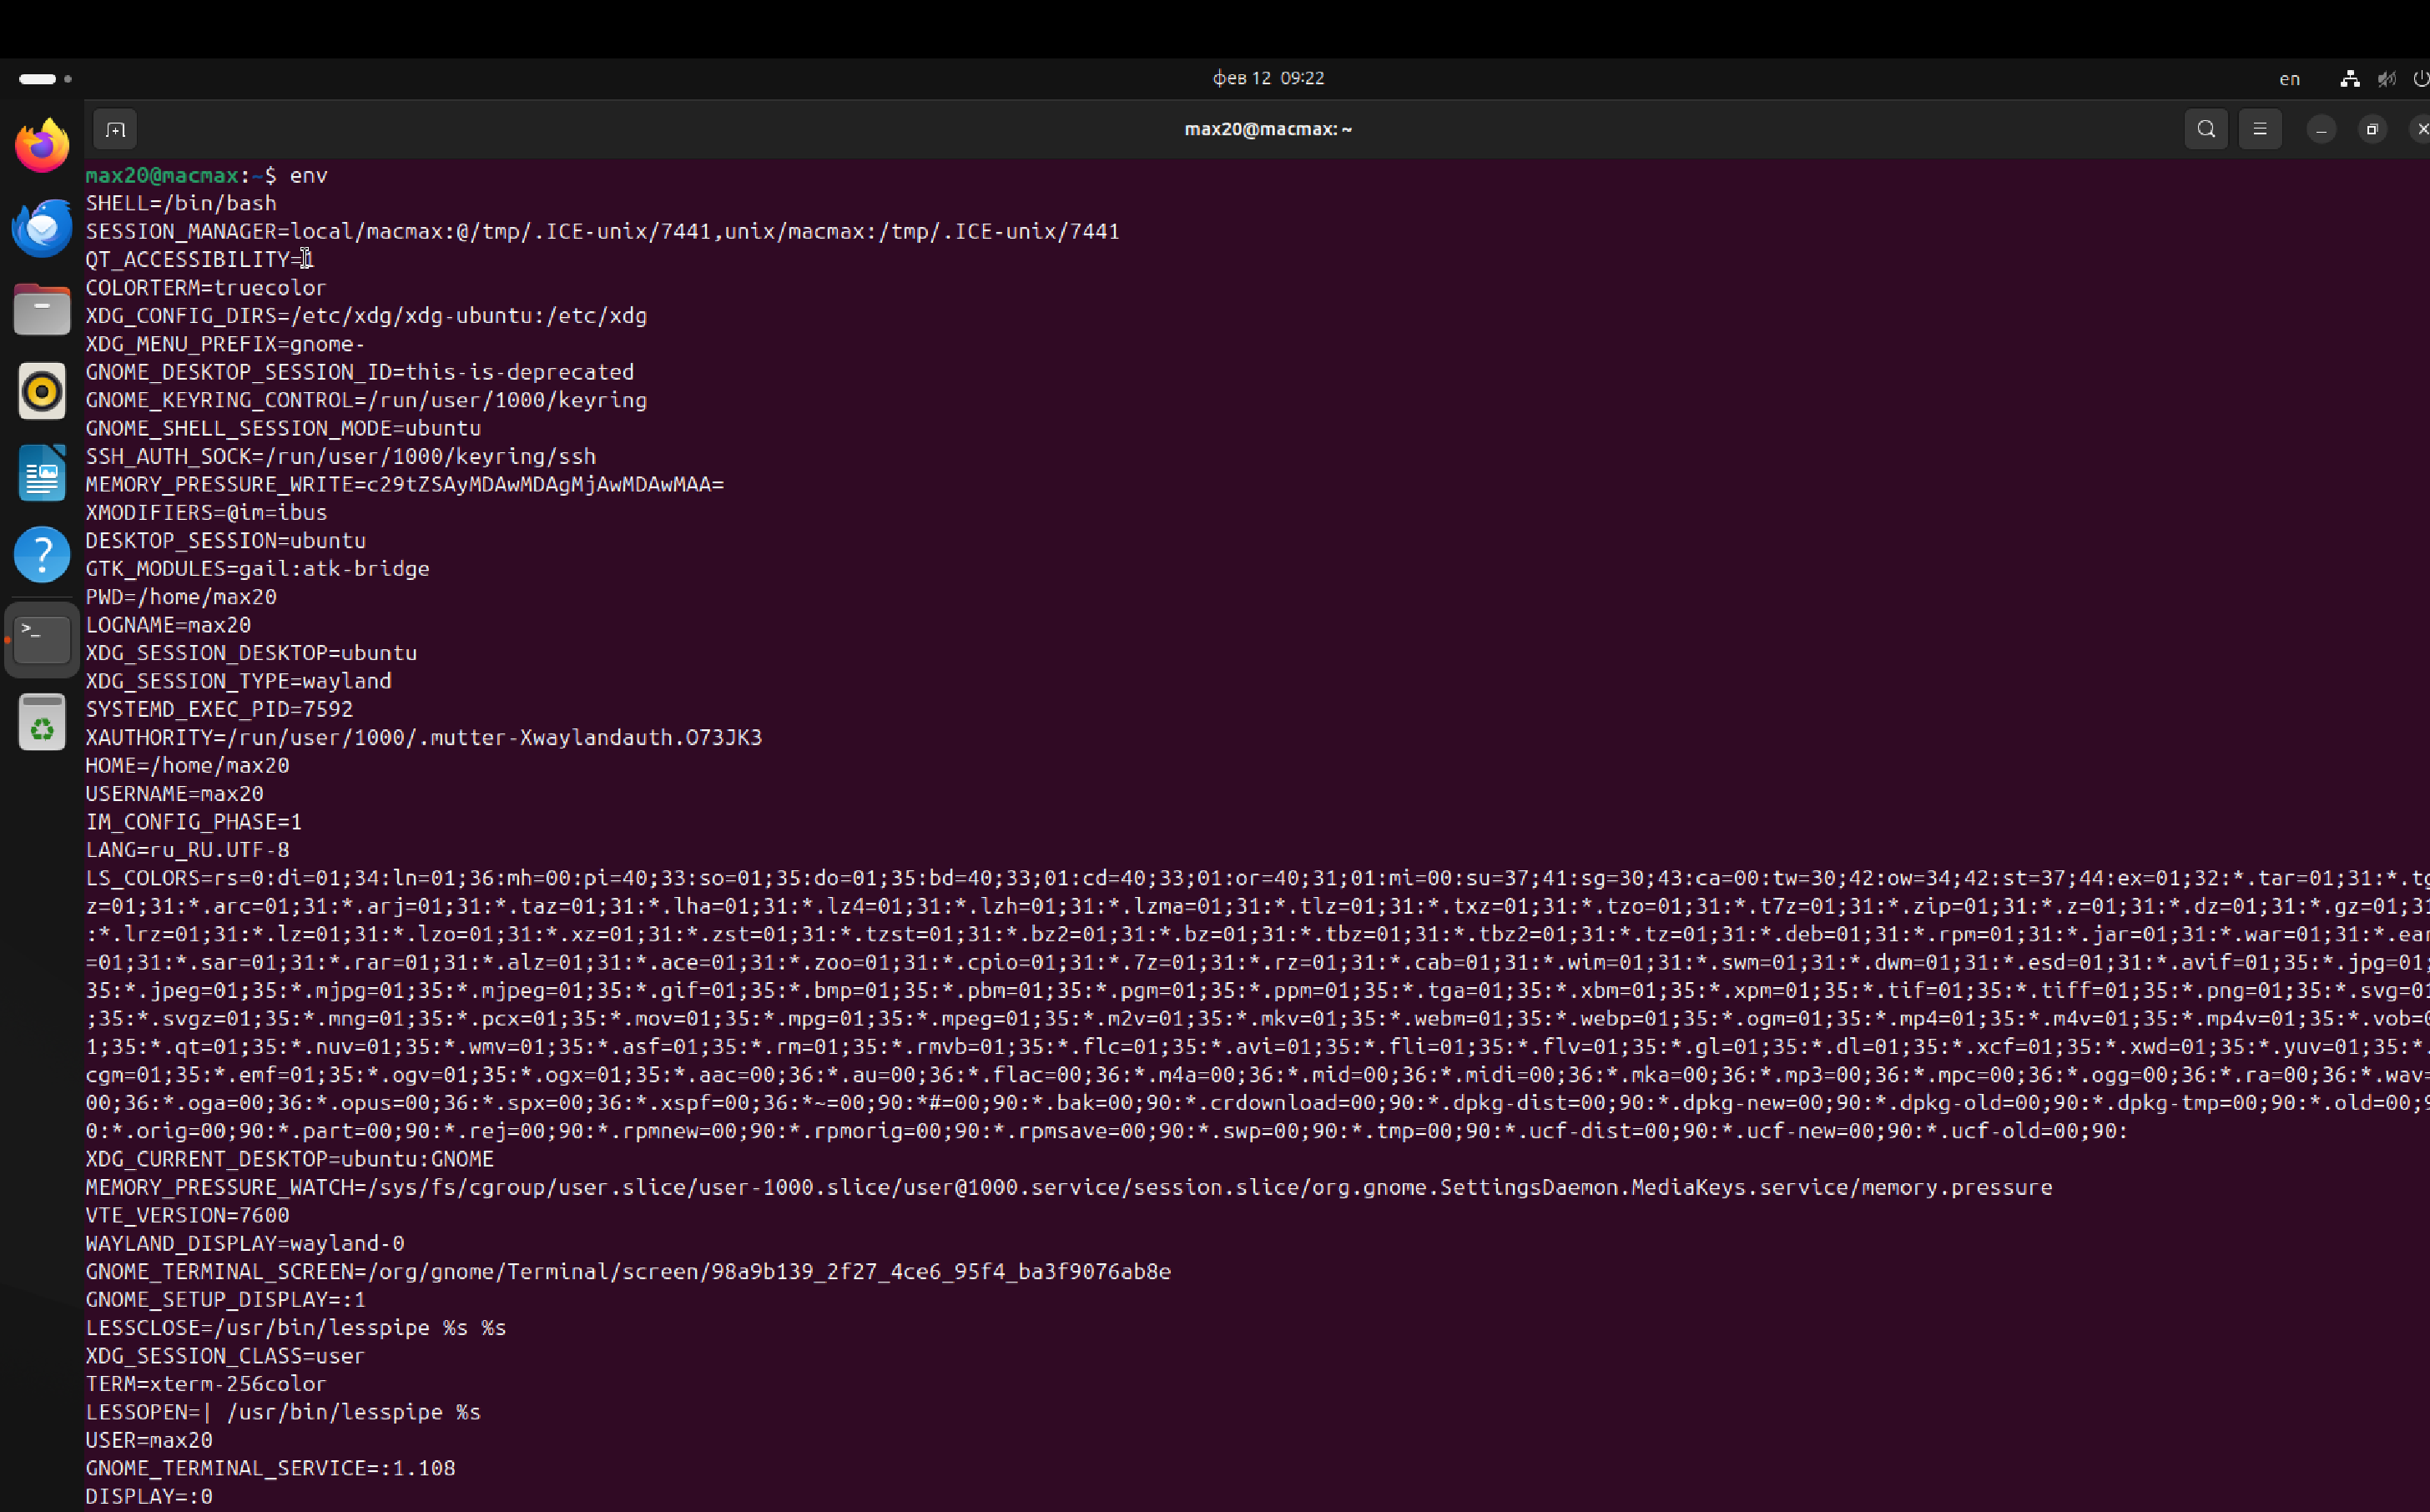 фев 12 09:22
en
max20@macmax: ~
max20@macmax:~$ env
SHELL=/bin/bash
SESSION_MANAGER=local/macmax:@/tmp/.ICE-unix/7441,unix/macmax:/tmp/.ICE-unix/7441
QT_ACCESSIBILITY=1
COLORTERM=truecolor
XDG_CONFIG_DIRS=/etc/xdg/xdg-ubuntu:/etc/xdg
XDG_MENU_PREFIX=gnome-
GNOME_DESKTOP_SESSION_ID=this-is-deprecated
GNOME_KEYRING_CONTROL=/run/user/1000/keyring
GNOME_SHELL_SESSION_MODE=ubuntu
SSH_AUTH_SOCK=/run/user/1000/keyring/ssh
MEMORY_PRESSURE_WRITE=c29tZSAyMDAwMDAgMjAwMDAwMAA=
XMODIFIERS=@im=ibus
DESKTOP_SESSION=ubuntu
GTK_MODULES=gail:atk-bridge
PWD=/home/max20
LOGNAME=max20
XDG_SESSION_DESKTOP=ubuntu
XDG_SESSION_TYPE=wayland
SYSTEMD_EXEC_PID=7592
XAUTHORITY=/run/user/1000/.mutter-Xwaylandauth.O73JK3
HOME=/home/max20
USERNAME=max20
IM_CONFIG_PHASE=1
LANG=ru_RU.UTF-8
LS_COLORS=rs=0:di=01;34:ln=01;36:mh=00:pi=40;33:so=01;35:do=01;35:bd=40;33;01:cd=40;33;01:or=40;31;01:mi=00:su=37;41:sg=30;43:ca=00:tw=30;42:ow=34;42:st=37;44:ex=01;32:*.tar=01;31:*.tg
z=01;31:*.arc=01;31:*.arj=01;31:*.taz=01;31:*.lha=01;31:*.lz4=01;31:*.lzh=01;31:*.lzma=01;31:*.tlz=01;31:*.txz=01;31:*.tzo=01;31:*.t7z=01;31:*.zip=01;31:*.z=01;31:*.dz=01;31:*.gz=01;31
:*.lrz=01;31:*.lz=01;31:*.lzo=01;31:*.xz=01;31:*.zst=01;31:*.tzst=01;31:*.bz2=01;31:*.bz=01;31:*.tbz=01;31:*.tbz2=01;31:*.tz=01;31:*.deb=01;31:*.rpm=01;31:*.jar=01;31:*.war=01;31:*.ear
=01;31:*.sar=01;31:*.rar=01;31:*.alz=01;31:*.ace=01;31:*.zoo=01;31:*.cpio=01;31:*.7z=01;31:*.rz=01;31:*.cab=01;31:*.wim=01;31:*.swm=01;31:*.dwm=01;31:*.esd=01;31:*.avif=01;35:*.jpg=01;
35:*.jpeg=01;35:*.mjpg=01;35:*.mjpeg=01;35:*.gif=01;35:*.bmp=01;35:*.pbm=01;35:*.pgm=01;35:*.ppm=01;35:*.tga=01;35:*.xbm=01;35:*.xpm=01;35:*.tif=01;35:*.tiff=01;35:*.png=01;35:*.svg=01
;35:*.svgz=01;35:*.mng=01;35:*.pcx=01;35:*.mov=01;35:*.mpg=01;35:*.mpeg=01;35:*.m2v=01;35:*.mkv=01;35:*.webm=01;35:*.webp=01;35:*.ogm=01;35:*.mp4=01;35:*.m4v=01;35:*.mp4v=01;35:*.vob=0
1;35:*.qt=01;35:*.nuv=01;35:*.wmv=01;35:*.asf=01;35:*.rm=01;35:*.rmvb=01;35:*.flc=01;35:*.avi=01;35:*.fli=01;35:*.flv=01;35:*.gl=01;35:*.dl=01;35:*.xcf=01;35:*.xwd=01;35:*.yuv=01;35:*.
cgm=01;35:*.emf=01;35:*.ogv=01;35:*.ogx=01;35:*.aac=00;36:*.au=00;36:*.flac=00;36:*.m4a=00;36:*.mid=00;36:*.midi=00;36:*.mka=00;36:*.mp3=00;36:*.mpc=00;36:*.ogg=00;36:*.ra=00;36:*.wav=
00;36:*.oga=00;36:*.opus=00;36:*.spx=00;36:*.xspf=00;36:*~=00;90:*#=00;90:*.bak=00;90:*.crdownload=00;90:*.dpkg-dist=00;90:*.dpkg-new=00;90:*.dpkg-old=00;90:*.dpkg-tmp=00;90:*.old=00;9
0:*.orig=00;90:*.part=00;90:*.rej=00;90:*.rpmnew=00;90:*.rpmorig=00;90:*.rpmsave=00;90:*.swp=00;90:*.tmp=00;90:*.ucf-dist=00;90:*.ucf-new=00;90:*.ucf-old=00;90:
XDG_CURRENT_DESKTOP=ubuntu:GNOME
MEMORY_PRESSURE_WATCH=/sys/fs/cgroup/user.slice/user-1000.slice/user@1000.service/session.slice/org.gnome.SettingsDaemon.MediaKeys.service/memory.pressure
VTE_VERSION=7600
WAYLAND_DISPLAY=wayland-0
GNOME_TERMINAL_SCREEN=/org/gnome/Terminal/screen/98a9b139_2f27_4ce6_95f4_ba3f9076ab8e
GNOME_SETUP_DISPLAY=:1
LESSCLOSE=/usr/bin/lesspipe %s %s
XDG_SESSION_CLASS=user
TERM=xterm-256color
LESSOPEN=| /usr/bin/lesspipe %s
USER=max20
GNOME_TERMINAL_SERVICE=:1.108
DISPLAY=:0